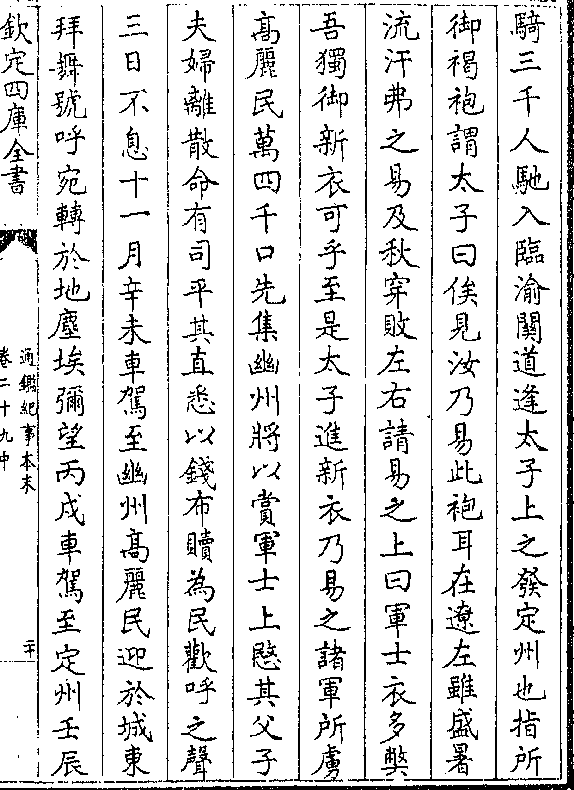 騎三千人馳入臨渝關道逢太子上之發定州也指所
御褐袍謂太子曰俟見汝乃易此袍耳在遼左雖盛暑
流汗弗之易及秋穿敗左右請易之上曰軍士衣多弊
吾獨御新衣可乎至是太子進新衣乃易之諸軍所虜
髙麗民萬四千口先集幽州將以賞軍士上愍其父子
夫婦離散命有司平其直悉以錢布贖為民歡呼之聲
三日不息十一月辛未車駕至幽州髙麗民迎於城東
拜舞號呼宛轉於地塵埃彌望丙戌車駕至定州壬辰
欽定四庫全書
通鑑紀事本末
卷二十九中
二十